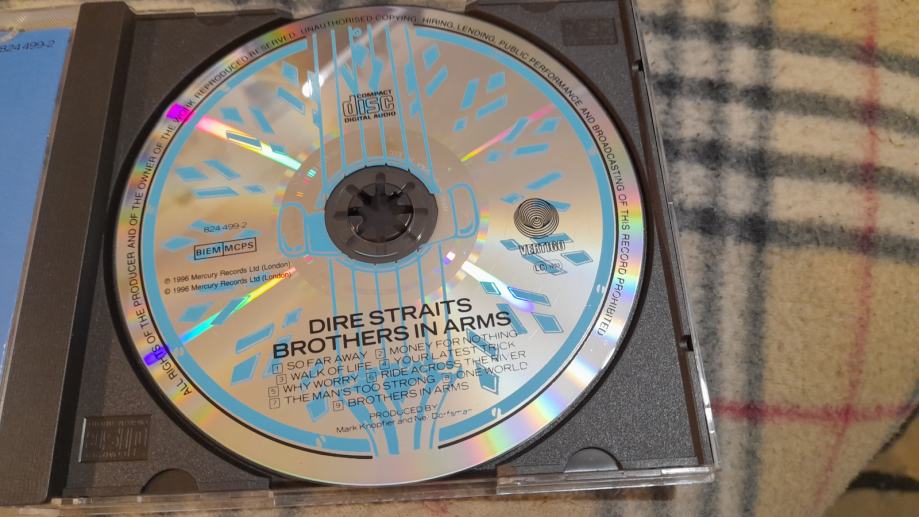 824 499-2
ALL RIGHTS OF THE PRODUCER AND OF THE OWNER OF THE WORK REPRODUCED RESERVED. UNAUTHORISED COPYING, HIRING, LENDING, PUBLIC PERFORMANCE AND BROADCASTING OF THIS RECORD PROHIBITED
COMPACT
disc
DIGITAL AUDIO
824 499-2
BIEM MCPS
℗ 1996 Mercury Records Ltd (London)
© 1996 Mercury Records Ltd (London)
VERTIGO
LC
DIRE STRAITS
BROTHERS IN ARMS
1 SO FAR AWAY 2 MONEY FOR NOTHING
3 WALK OF LIFE 4 YOUR LATEST TRICK
5 WHY WORRY 6 RIDE ACROSS THE RIVER
7 THE MAN'S TOO STRONG 8 ONE WORLD
9 BROTHERS IN ARMS
PRODUCED BY
Mark Knopfler and